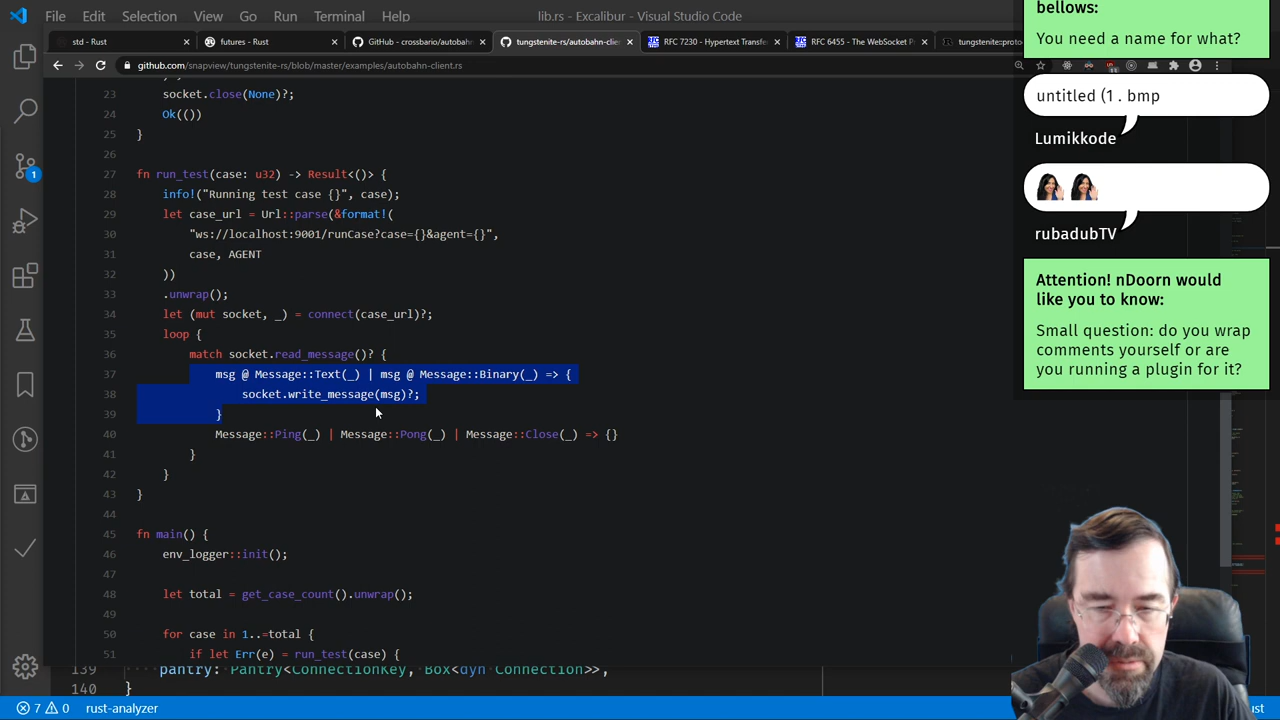 File Edit Selection View Go Run Terminal Help lib.rs - Excalibur - Visual Studio Code
std - Rust futures - Rust GitHub - crossbario/autobahn tungstenite-rs/autobahn-clie RFC 7230 - Hypertext Transfer RFC 6455 - The WebSocket P tungstenite::proto
github.com/snapview/tungstenite-rs/blob/master/examples/autobahn-client.rs
23 socket.close(None)?;
24 Ok(())
25 }
26
27 fn run_test(case: u32) -> Result<()> {
28 info!("Running test case {}", case);
29 let case_url = Url::parse(&format!(
30 "ws://localhost:9001/runCase?case={}&agent={}",
31 case, AGENT
32 ))
33 .unwrap();
34 let (mut socket, _) = connect(case_url)?;
35 loop {
36 match socket.read_message()? {
37 msg @ Message::Text(_) | msg @ Message::Binary(_) => {
38 socket.write_message(msg)?;
39 }
40 Message::Ping(_) | Message::Pong(_) | Message::Close(_) => {}
41 }
42 }
43 }
44
45 fn main() {
46 env_logger::init();
47
48 let total = get_case_count().unwrap();
49
50 for case in 1..=total {
51 if let Err(e) = run_test(case) {
139 pantry: Pantry<ConnectionKey, Box<dyn Connection>>,
140 }
7 0 rust-analyzer
bellows:
You need a name for what?
untitled (1 . bmp
Lumikkode
rubadubTV
Attention! nDoorn would
like you to know:
Small question: do you wrap
comments yourself or are
you running a plugin for it?
1